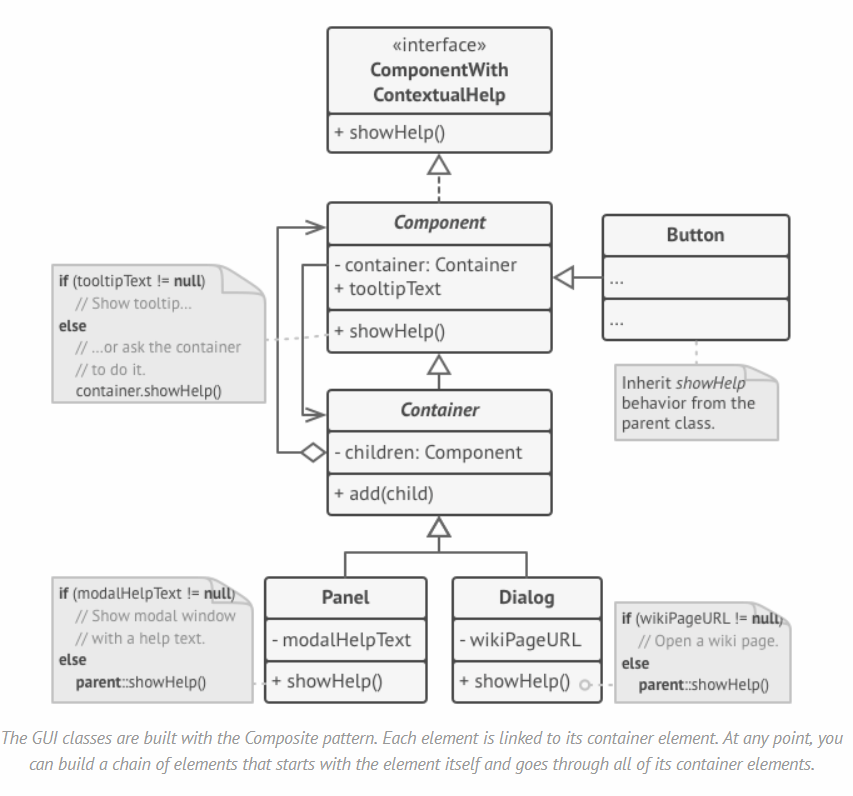 «interface»
ComponentWith
ContextualHelp
+ showHelp()
Component
- container: Container
+ tooltipText
+ showHelp()
Button
...
...
if (tooltipText != null)
// Show tooltip...
else
// ...or ask the container
// to do it.
container.showHelp()
Inherit showHelp
behavior from the
parent class.
Container
- children: Component
+ add(child)
Panel
- modalHelpText
+ showHelp()
Dialog
- wikiPageURL
+ showHelp()
if (modalHelpText != null)
// Show modal window
// with a help text.
else
parent::showHelp()
if (wikiPageURL != null)
// Open a wiki page.
else
parent::showHelp()
The GUI classes are built with the Composite pattern. Each element is linked to its container element. At any point, you
can build a chain of elements that starts with the element itself and goes through all of its container elements.